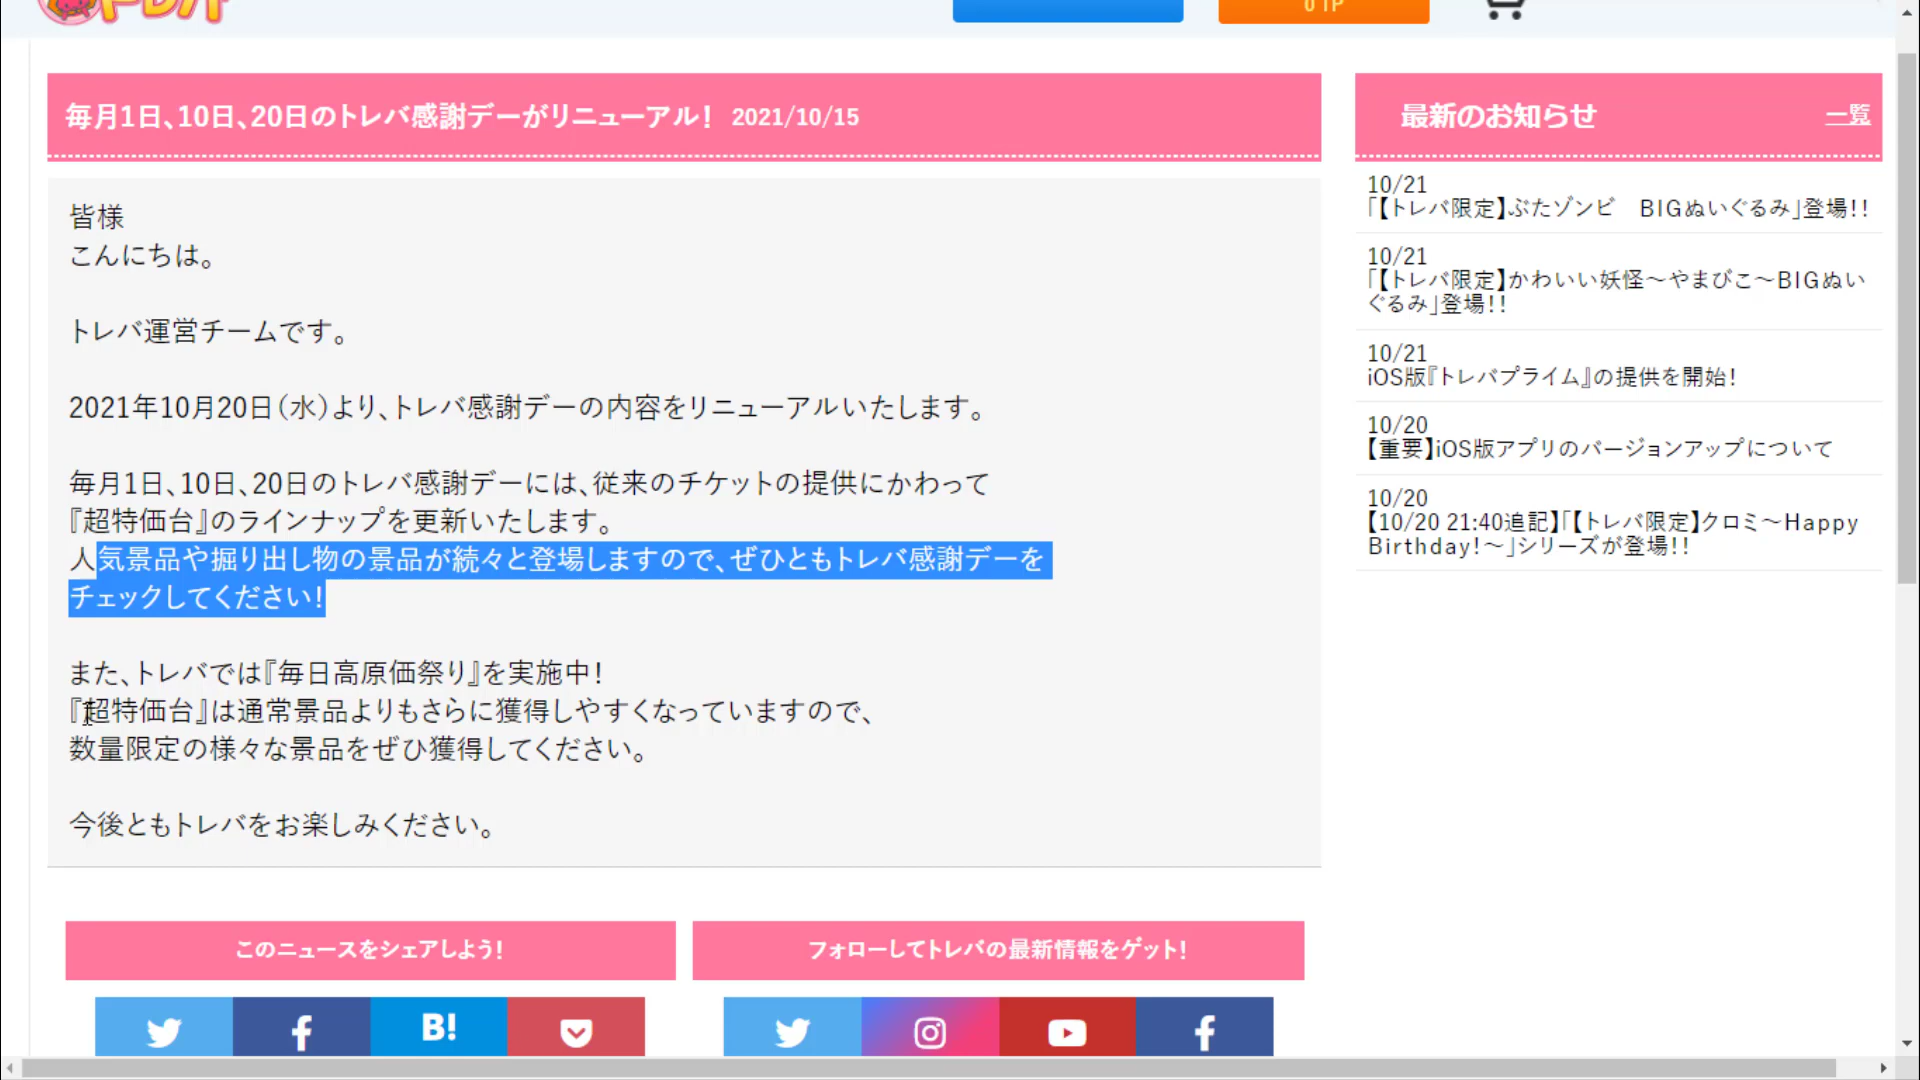 トレバ
0 TP
毎月1日、10日、20日のトレバ感謝デーがリニューアル！ 2021/10/15
皆様
こんにちは。
トレバ運営チームです。
2021年10月20日（水）より、トレバ感謝デーの内容をリニューアルいたします。
毎月1日、10日、20日のトレバ感謝デーには、従来のチケットの提供にかわって
『超特価台』のラインナップを更新いたします。
人気景品や掘り出し物の景品が続々と登場しますので、ぜひともトレバ感謝デーを
チェックしてください！
また、トレバでは『毎日高原価祭り』を実施中！
『超特価台』は通常景品よりもさらに獲得しやすくなっていますので、
数量限定の様々な景品をぜひ獲得してください。
今後ともトレバをお楽しみください。
このニュースをシェアしよう！
フォローしてトレバの最新情報をゲット！
B!
最新のお知らせ 一覧
10/21
「【トレバ限定】ぶたゾンビ　BIGぬいぐるみ」登場！！
10/21
「【トレバ限定】かわいい妖怪～やまびこ～BIGぬい
ぐるみ」登場！！
10/21
iOS版『トレバプライム』の提供を開始！
10/20
【重要】iOS版アプリのバージョンアップについて
10/20
【10/20 21:40追記】「【トレバ限定】クロミ～Happy
Birthday!～」シリーズが登場！！